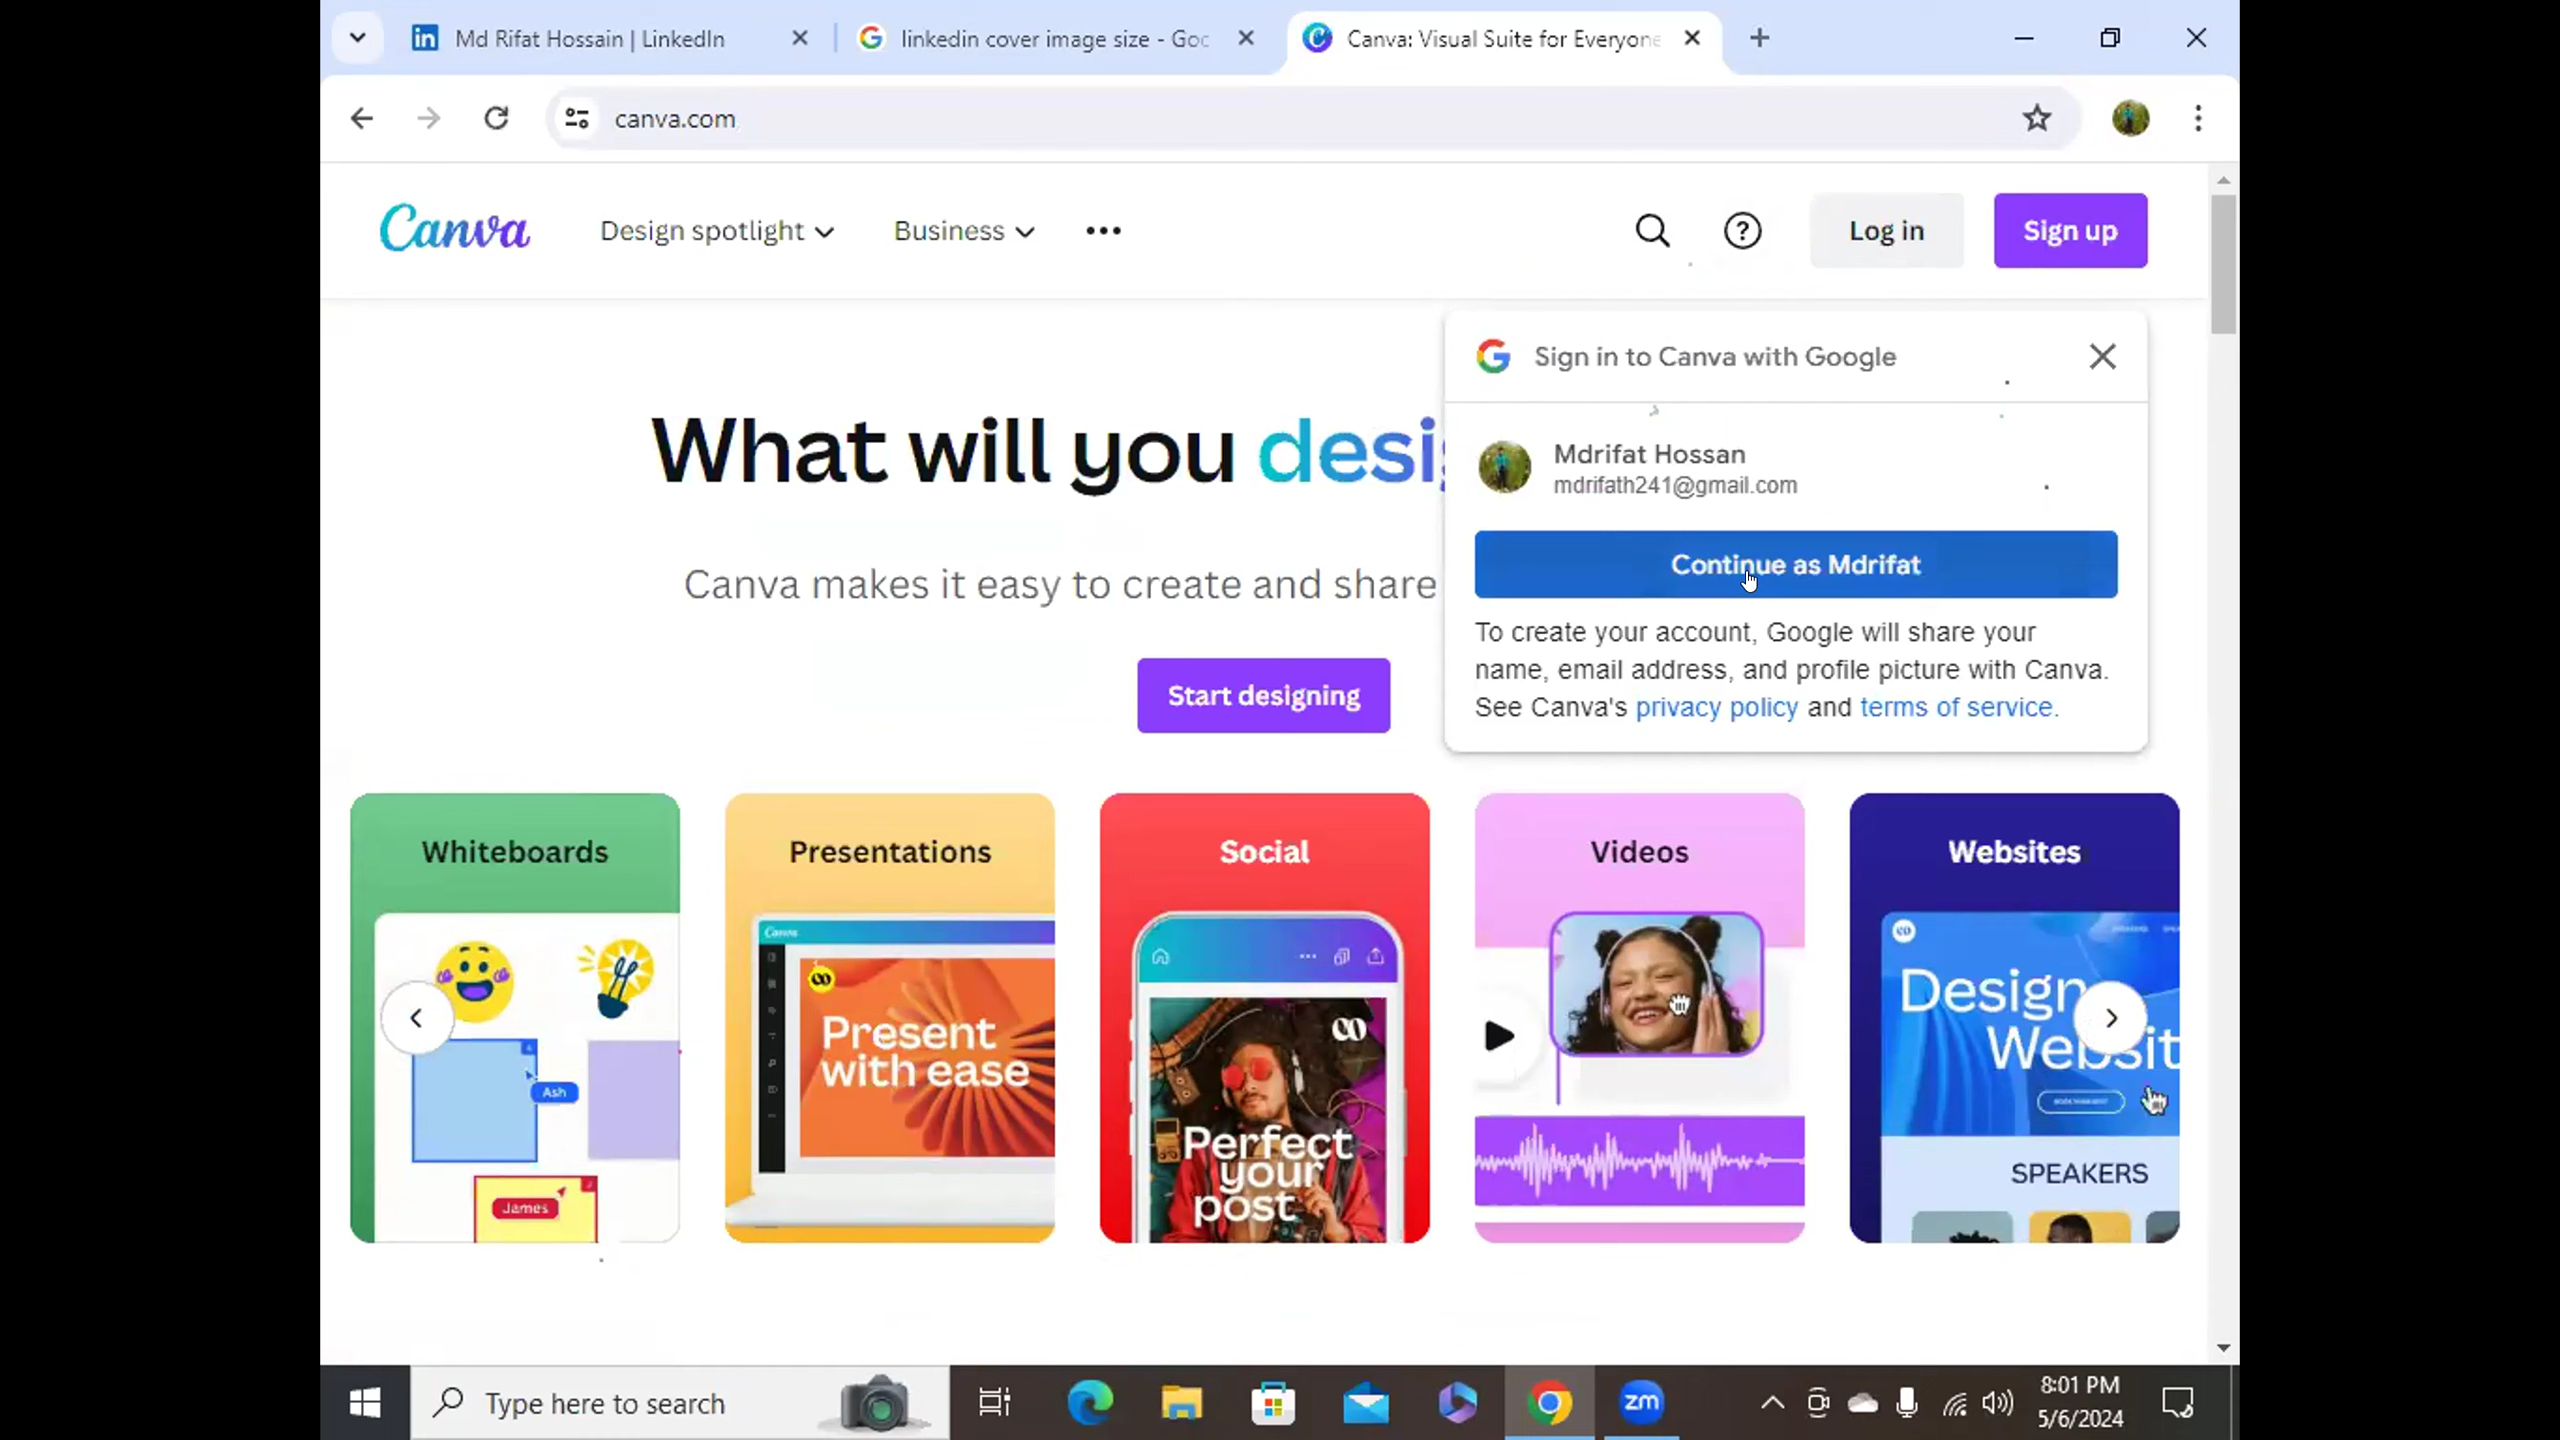 Md Rifat Hossain | LinkedIn
linkedin cover image size - Goo
Canva: Visual Suite for Everyone
canva.com
Canva
Design spotlight
Business
Log in
Sign up
Sign in to Canva with Google
Mdrifat Hossan
mdrifath241@gmail.com
Continue as Mdrifat
To create your account, Google will share your
name, email address, and profile picture with Canva.
See Canva's privacy policy and terms of service.
What will you desi
Canva makes it easy to create and share
Start designing
Whiteboards
Ash
James
Presentations
Canva
Present
with ease
Social
Perfect
your
post
Videos
Websites
Design
Websit
SPEAKERS
Type here to search
zm
8:01 PM
5/6/2024